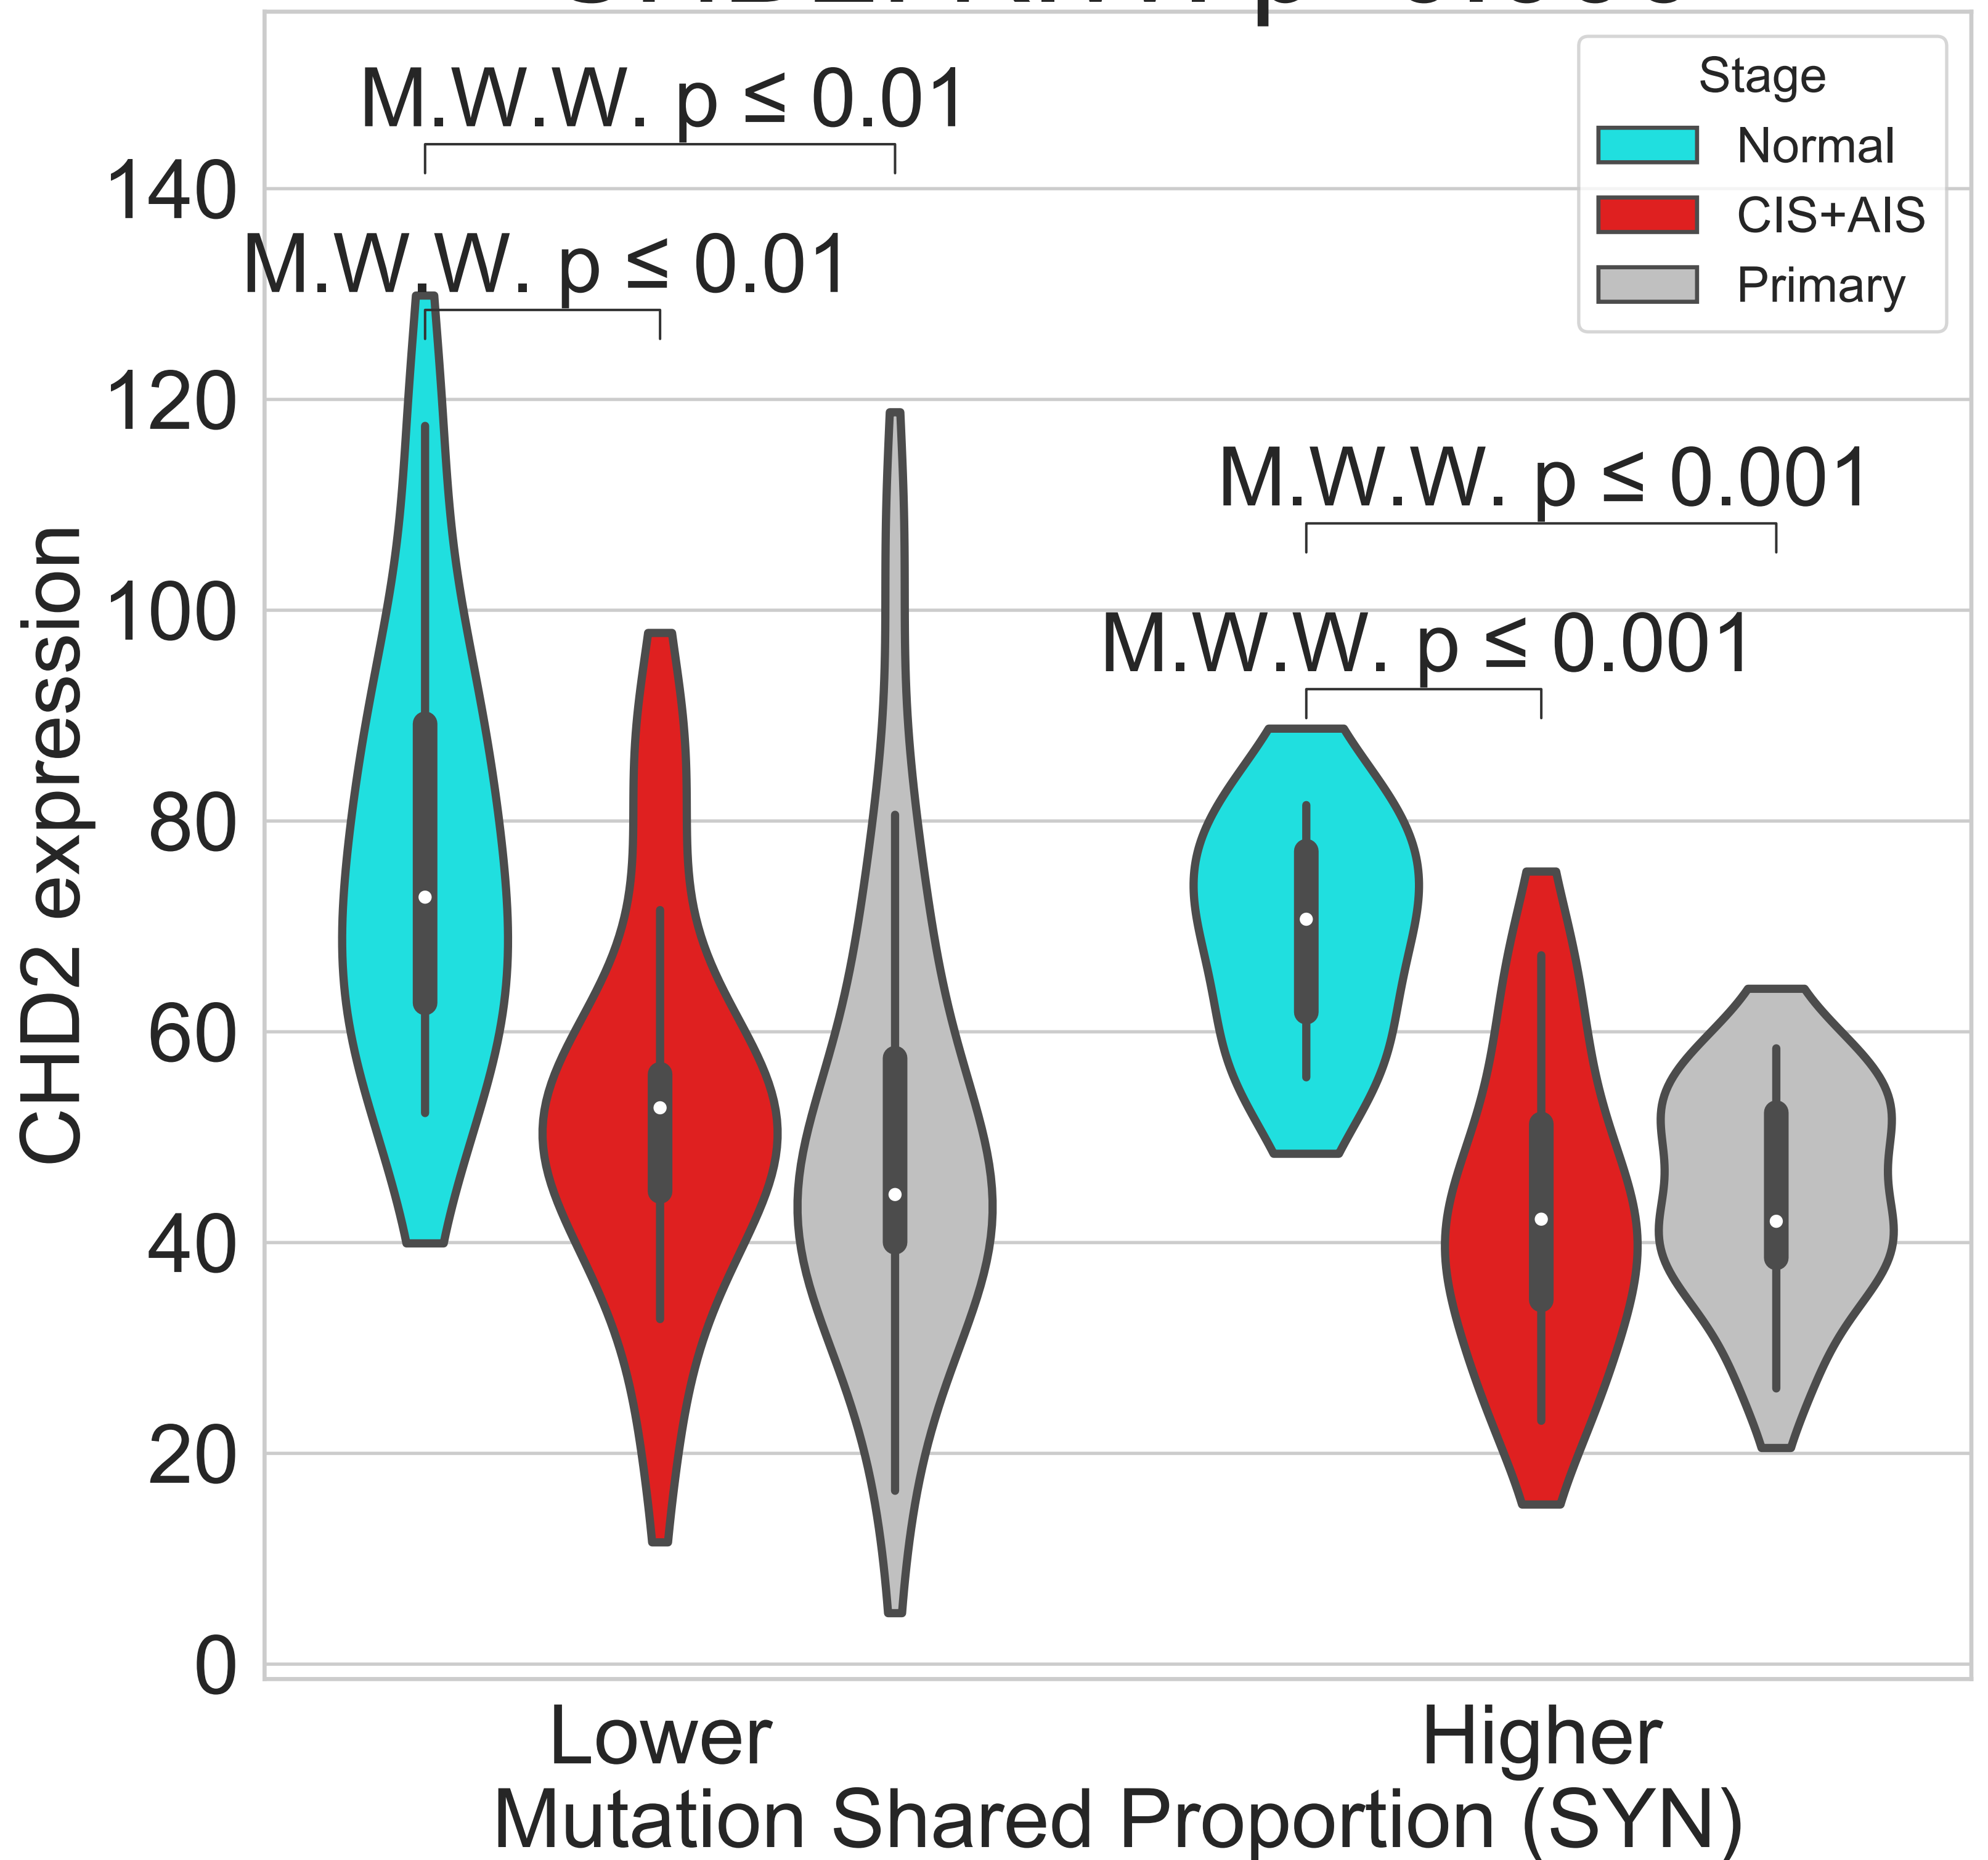 M.W.W. p ≤ 0.01
M.W.W. p ≤ 0.01
M.W.W. p ≤ 0.001
M.W.W. p ≤ 0.001
Stage
Normal
CIS+AIS
Primary
140
120
100
80
60
40
20
0
CHD2 expression
Lower
Higher
Mutation Shared Proportion (SYN)